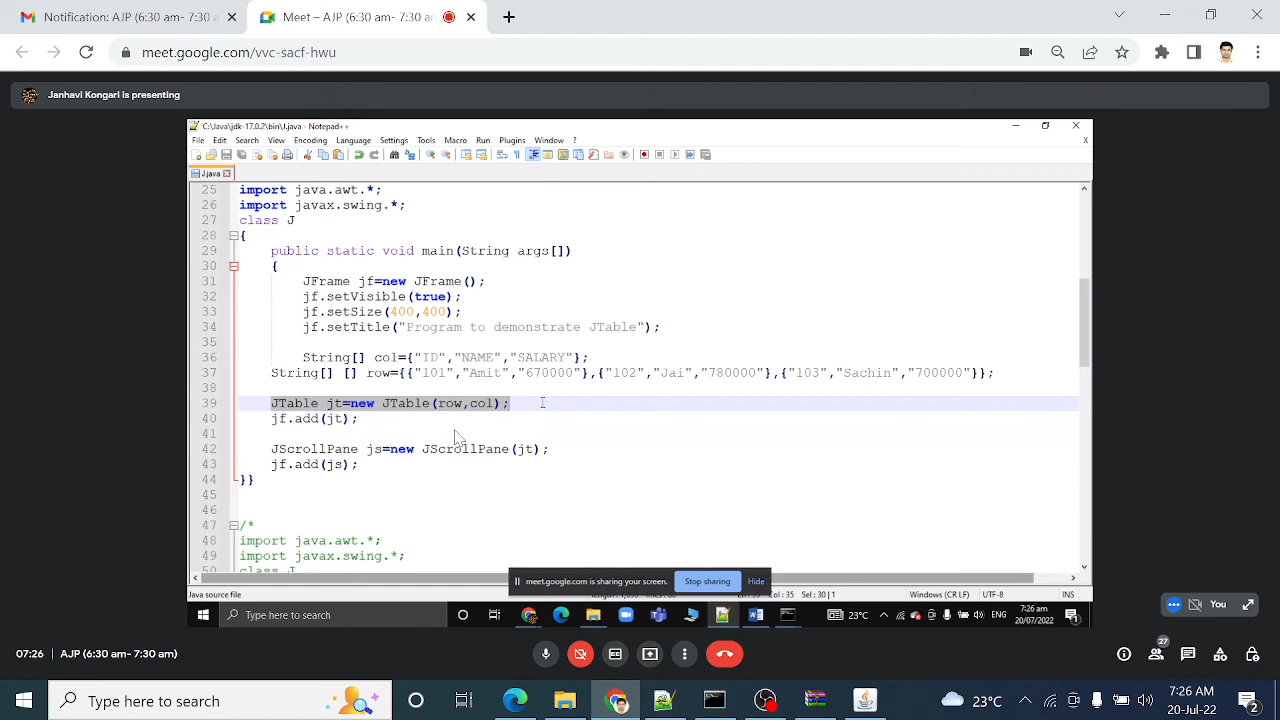 Notification: AJP (6:30 am- 7:30 a
Meet – AJP (6:30 am- 7:30 an
meet.google.com/vvc-sacf-hwu
Janhavi Kongari is presenting
C:\Java\jdk-17.0.2\bin\J.java - Notepad++
File Edit Search View Encoding Language Settings Tools Macro Run Plugins Window ? X
J.java
25 import java.awt.*;
26 import javax.swing.*;
27 class J
28 {
29 public static void main(String args[])
30 {
31 JFrame jf=new JFrame();
32 jf.setVisible(true);
33 jf.setSize(400,400);
34 jf.setTitle("Program to demonstrate JTable");
35
36 String[] col={"ID","NAME","SALARY"};
37 String[] [] row={{"101","Amit","670000"},{"102","Jai","780000"},{"103","Sachin","700000"}};
38
39 JTable jt=new JTable(row,col);
40 jf.add(jt);
41
42 JScrollPane js=new JScrollPane(jt);
43 jf.add(js);
44 }}
45
46
47 /*
48 import java.awt.*;
49 import javax.swing.*;
50 class J
meet.google.com is sharing your screen. Stop sharing Hide
Java source file Sel : 30 | 1 Windows (CR LF) UTF-8 INS
Type here to search 23°C ENG 7:26 am
20/07/2022
You
07:26 AJP (6:30 am- 7:30 am) 27
Type here to search 23°C 7:26 AM
20-Jul-22 2